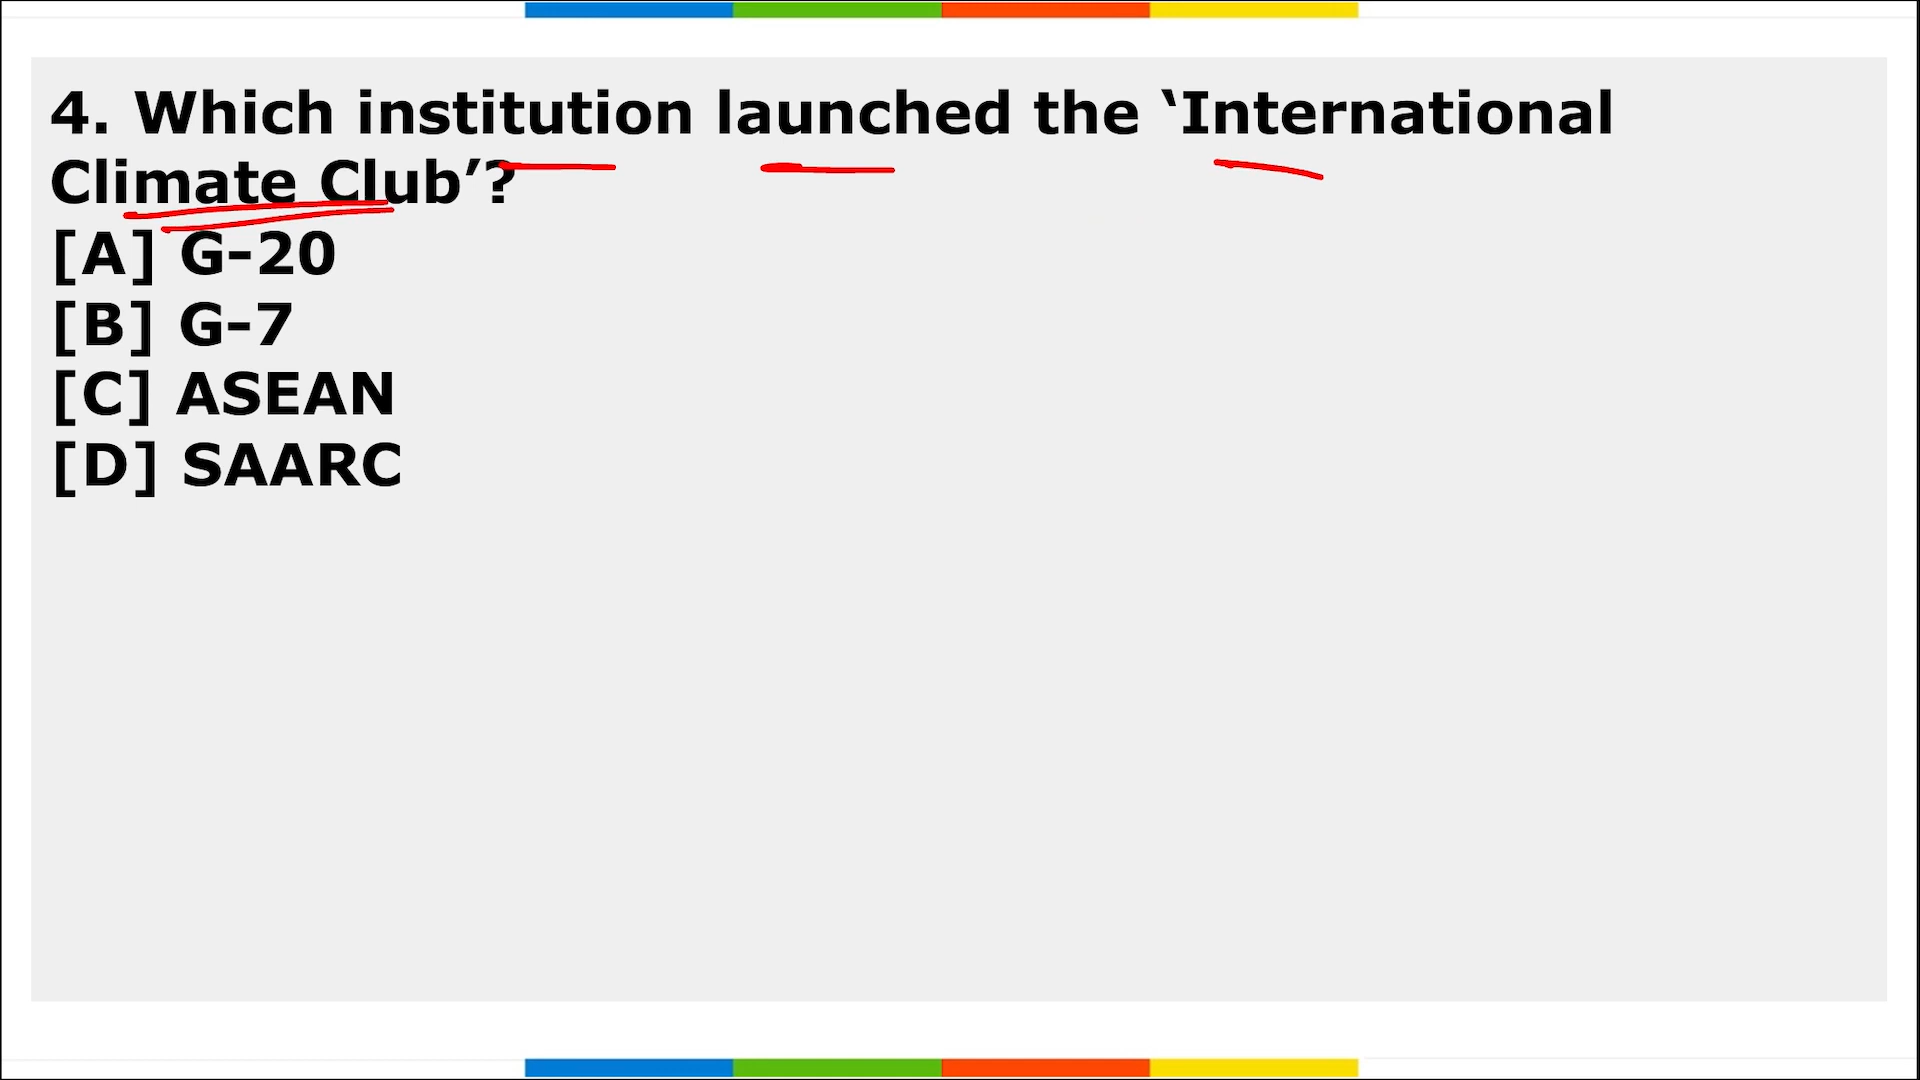 4. Which institution launched the ‘International
Climate Club’?
[A] G-20
[B] G-7
[C] ASEAN
[D] SAARC